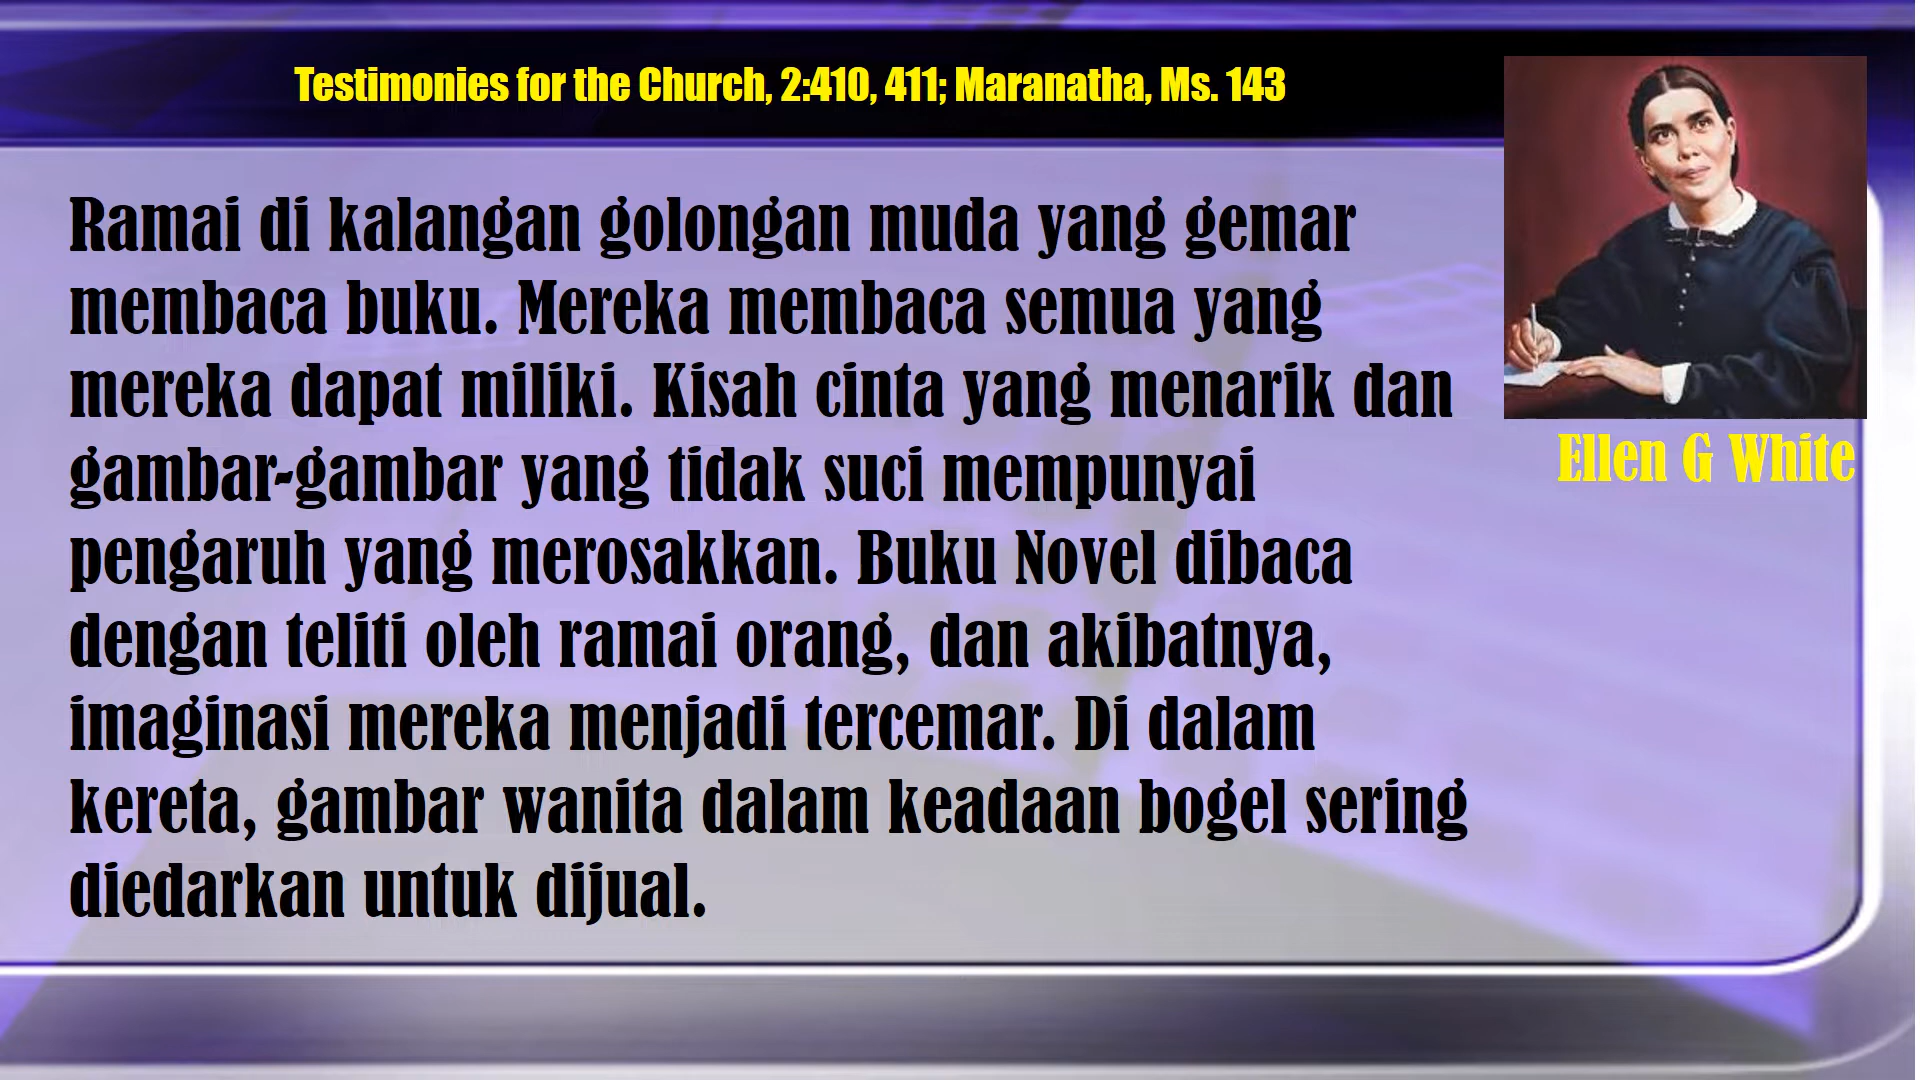 Testimonies for the Church, 2:410, 411; Maranatha, Ms. 143
Ramai di kalangan golongan muda yang gemar
membaca buku. Mereka membaca semua yang
mereka dapat miliki. Kisah cinta yang menarik dan
gambar-gambar yang tidak suci mempunyai
pengaruh yang merosakkan. Buku Novel dibaca
dengan teliti oleh ramai orang, dan akibatnya,
imaginasi mereka menjadi tercemar. Di dalam
kereta, gambar wanita dalam keadaan bogel sering
diedarkan untuk dijual.
Ellen G White